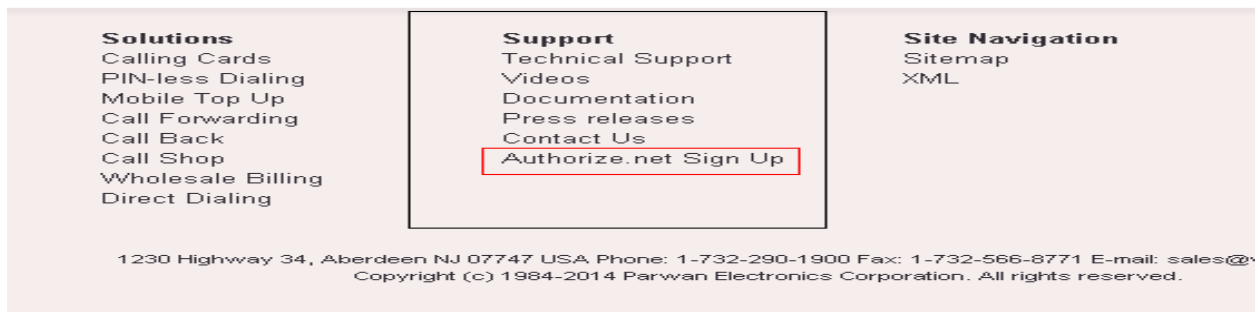 Solutions
Calling Cards
PIN-less Dialing
Mobile Top Up
Call Forwarding
Call Back
Call Shop
Wholesale Billing
Direct Dialing
Support
Technical Support
Videos
Documentation
Press releases
Contact Us
Authorize.net Sign Up
Site Navigation
Sitemap
XML
1230 Highway 34, Aberdeen NJ 07747 USA Phone: 1-732-290-1900 Fax: 1-732-566-8771 E-mail: sales@
Copyright (c) 1984-2014 Parwan Electronics Corporation. All rights reserved.